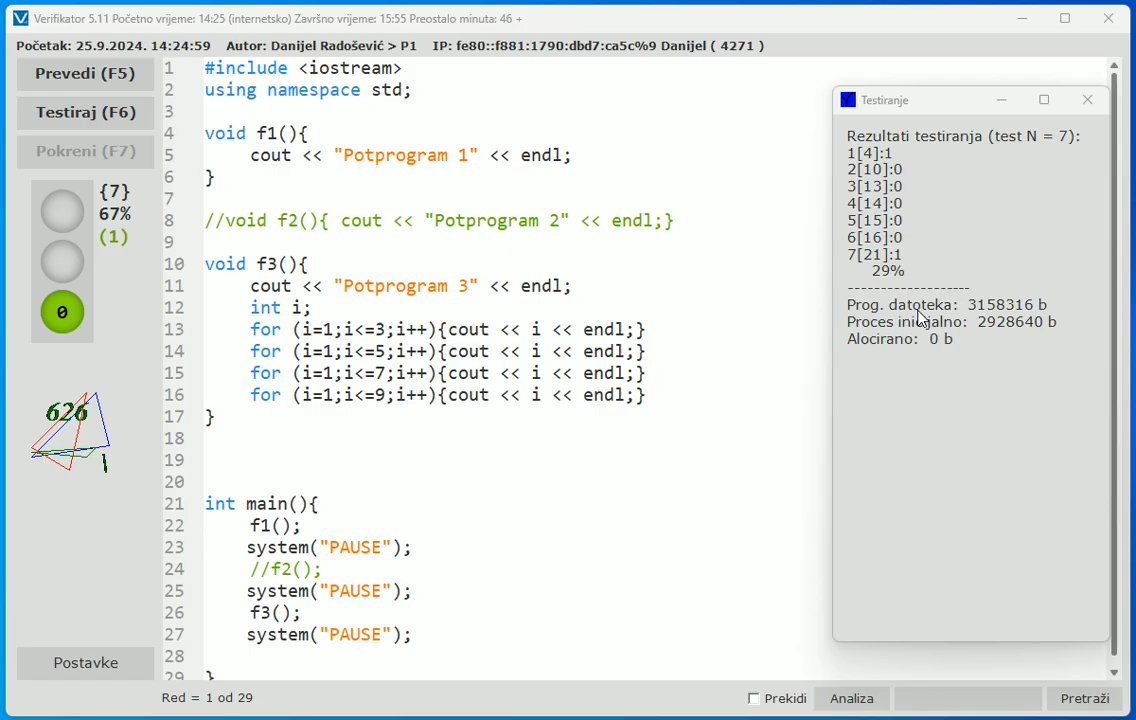 Verifikator 5.11 Početno vrijeme: 14:25 (internetsko) Završno vrijeme: 15:55 Preostalo minuta: 46 +
Početak: 25.9.2024. 14:24:59 Autor: Danijel Radošević > P1 IP: fe80::f881:1790:dbd7:ca5c%9 Danijel ( 4271 )
Prevedi (F5)
Testiraj (F6)
Pokreni (F7)
{7}
67%
(1)
0
626
1
Postavke
1 #include <iostream>
2 using namespace std;
3
4 void f1(){
5 cout << "Potprogram 1" << endl;
6 }
7
8 //void f2(){ cout << "Potprogram 2" << endl;}
9
10 void f3(){
11 cout << "Potprogram 3" << endl;
12 int i;
13 for (i=1;i<=3;i++){cout << i << endl;}
14 for (i=1;i<=5;i++){cout << i << endl;}
15 for (i=1;i<=7;i++){cout << i << endl;}
16 for (i=1;i<=9;i++){cout << i << endl;}
17 }
18
19
20
21 int main(){
22 f1();
23 system("PAUSE");
24 //f2();
25 system("PAUSE");
26 f3();
27 system("PAUSE");
28
29 }
Testiranje
Rezultati testiranja (test N = 7):
1[4]:1
2[10]:0
3[13]:0
4[14]:0
5[15]:0
6[16]:0
7[21]:1
29%
--------------------
Prog. datoteka: 3158316 b
Proces inicijalno: 2928640 b
Alocirano: 0 b
Red = 1 od 29
Prekidi
Analiza
Pretraži